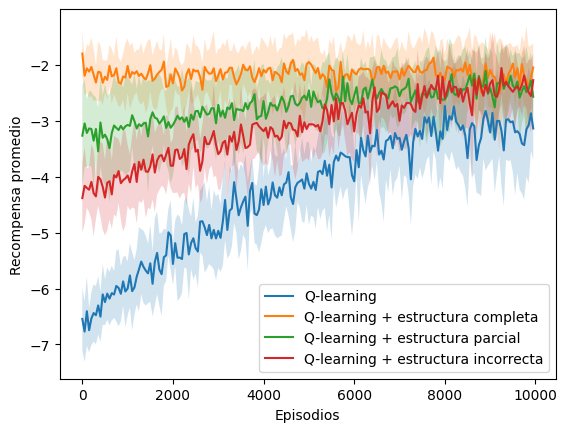 Recompensa promedio
−2
−3
−4
−5
−6
−7
0
2000
4000
6000
8000
10000
Episodios
Q-learning
Q-learning + estructura completa
Q-learning + estructura parcial
Q-learning + estructura incorrecta